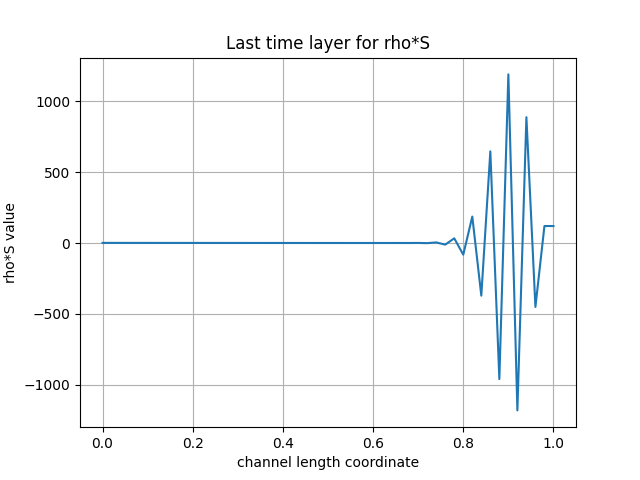 Last time layer for rho*S
rho*S value
1000
500
0
−500
−1000
0.0 0.2 0.4 0.6 0.8 1.0
channel length coordinate